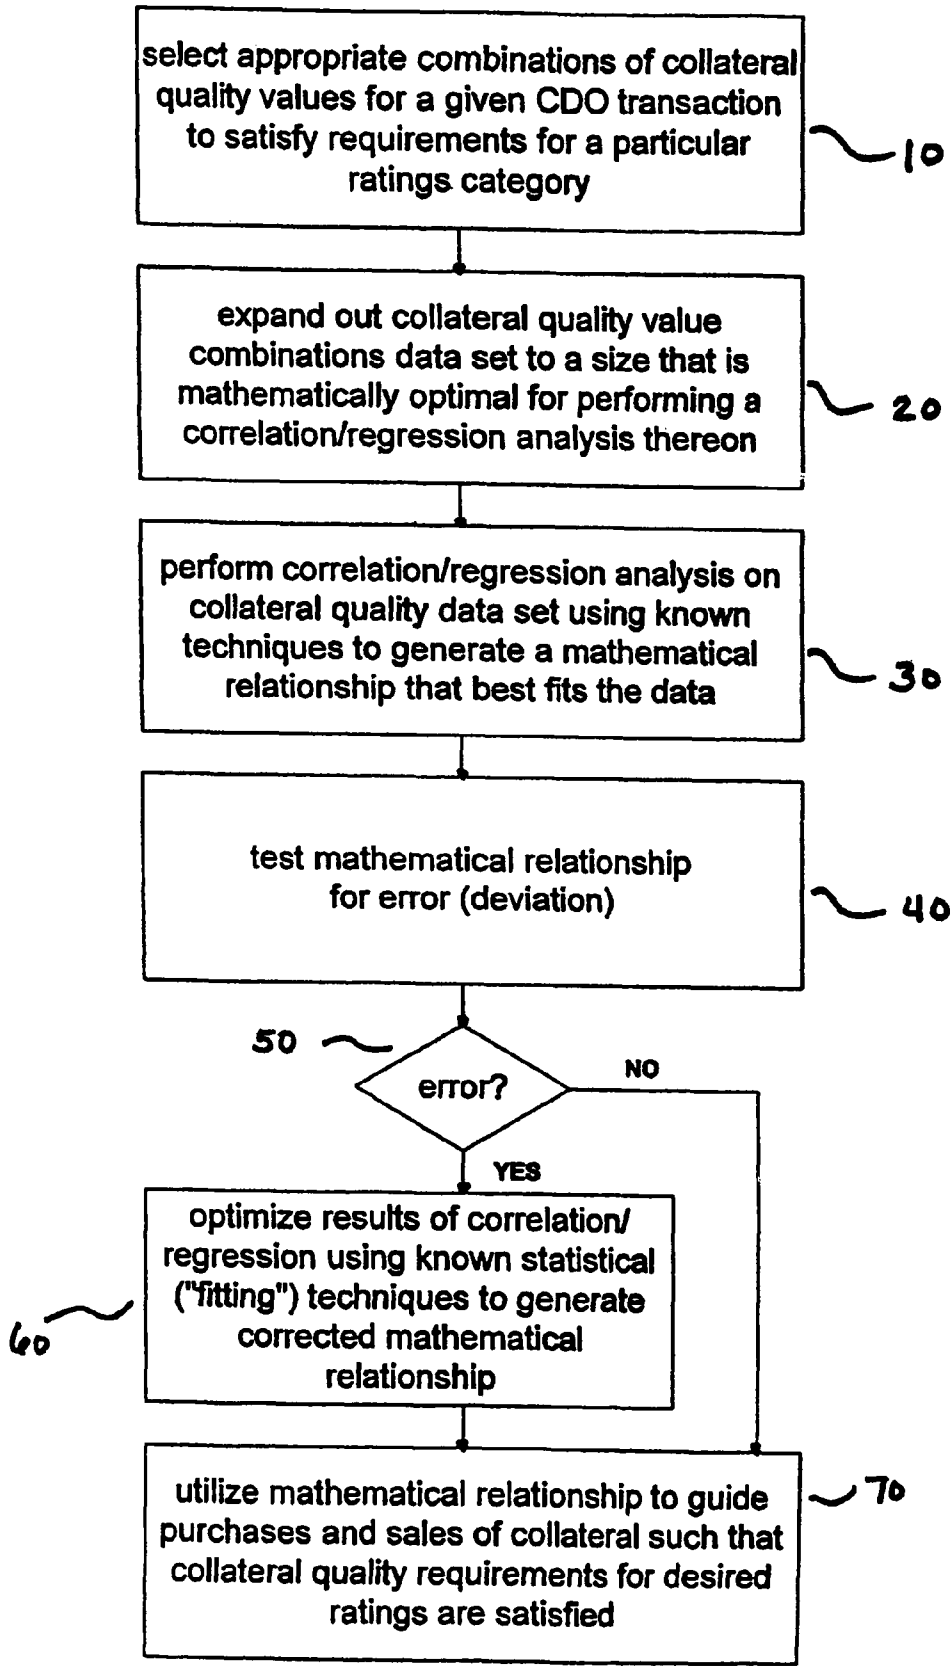 select appropriate combinations of collateral
quality values for a given CDO transaction
to satisfy requirements for a particular
ratings category
10
expand out collateral quality value
combinations data set to a size that is
mathematically optimal for performing a
correlation/regression analysis thereon
20
perform correlation/regression analysis on
collateral quality data set using known
techniques to generate a mathematical
relationship that best fits the data
30
test mathematical relationship
for error (deviation)
40
50
error?
NO
YES
optimize results of correlation/
regression using known statistical
("fitting") techniques to generate
corrected mathematical
relationship
60
utilize mathematical relationship to guide
purchases and sales of collateral such that
collateral quality requirements for desired
ratings are satisfied
70